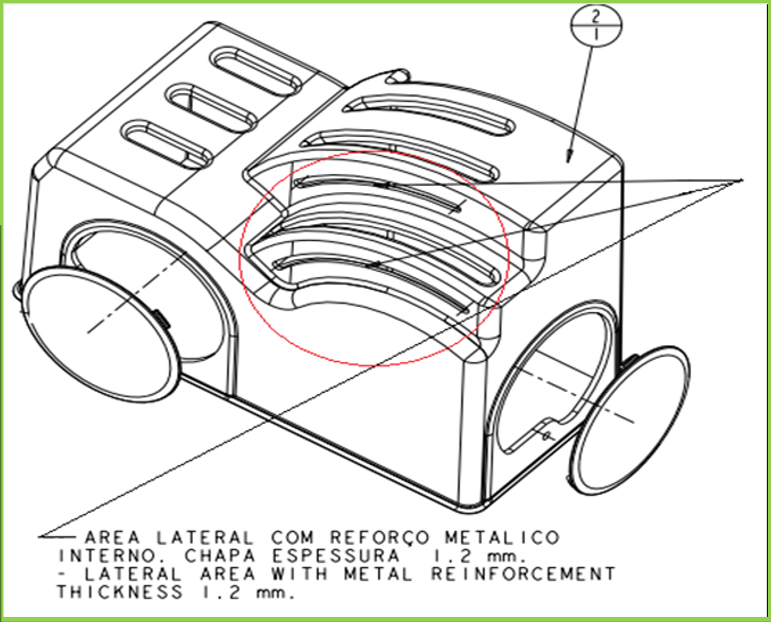 2
1
AREA LATERAL COM REFORÇO METALICO
INTERNO. CHAPA ESPESSURA 1.2 mm.
- LATERAL AREA WITH METAL REINFORCEMENT
THICKNESS 1.2 mm.